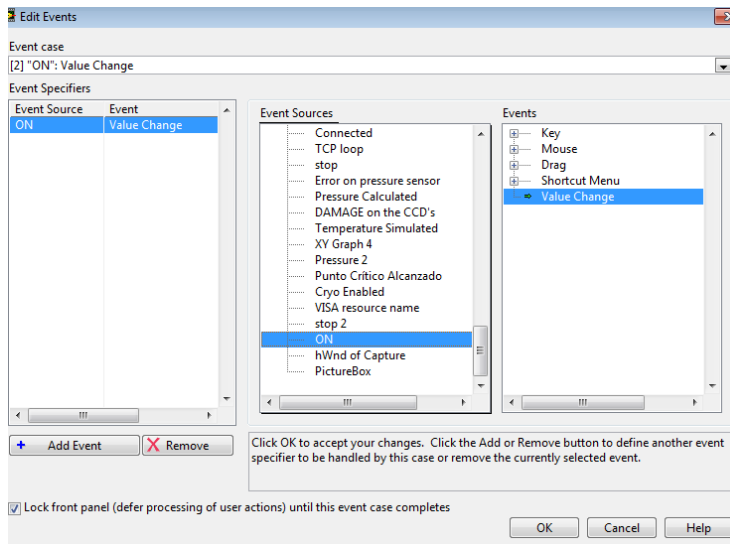 Edit Events
Event case
[2] "ON": Value Change
Event Specifiers
Event Source Event
ON Value Change
Add Event
Remove
Event Sources
Connected
TCP loop
stop
Error on pressure sensor
Pressure Calculated
DAMAGE on the CCD's
Temperature Simulated
XY Graph 4
Pressure 2
Punto Crítico Alcanzado
Cryo Enabled
VISA resource name
stop 2
ON
hWnd of Capture
PictureBox
Events
Key
Mouse
Drag
Shortcut Menu
Value Change
Click OK to accept your changes. Click the Add or Remove button to define another event
specifier to be handled by this case or remove the currently selected event.
Lock front panel (defer processing of user actions) until this event case completes
OK
Cancel
Help